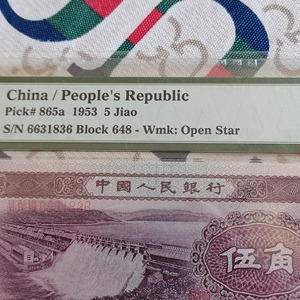 China / People's Republic
Pick# 865a 1953 5 Jiao
S/N 6631836 Block 648 - Wmk: Open Star
中國人民銀行
伍角